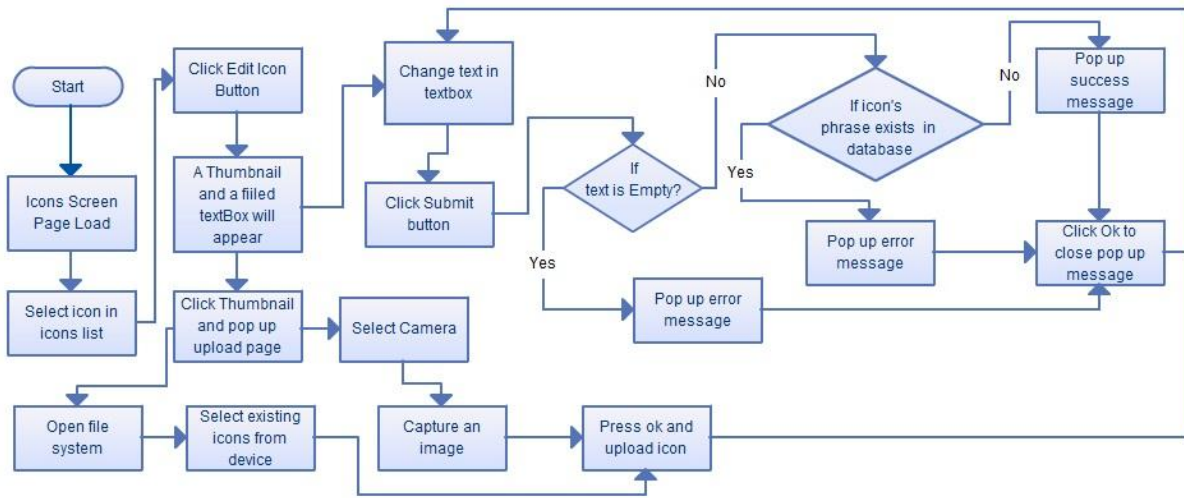 Start
Icons Screen
Page Load
Select icon in
icons list
Click Edit Icon
Button
A Thumbnail
and a fiilled
textBox will
appear
Click Thumbnail
and pop up
upload page
Open file
system
Select existing
icons from
device
Select Camera
Capture an
image
Press ok and
upload icon
Change text in
textbox
Click Submit
button
If
text is Empty?
Yes
No
Pop up error
message
If icon's
phrase exists in
database
Yes
No
Pop up error
message
Pop up
success
message
Click Ok to
close pop up
message